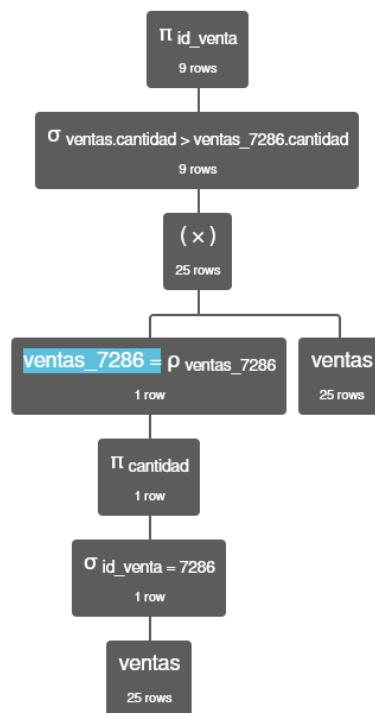 π id_venta
9 rows
σ ventas.cantidad > ventas_7286.cantidad
9 rows
(×)
25 rows
ventas_7286 = ρ ventas_7286
1 row
ventas
25 rows
π cantidad
1 row
σ id_venta = 7286
1 row
ventas
25 rows